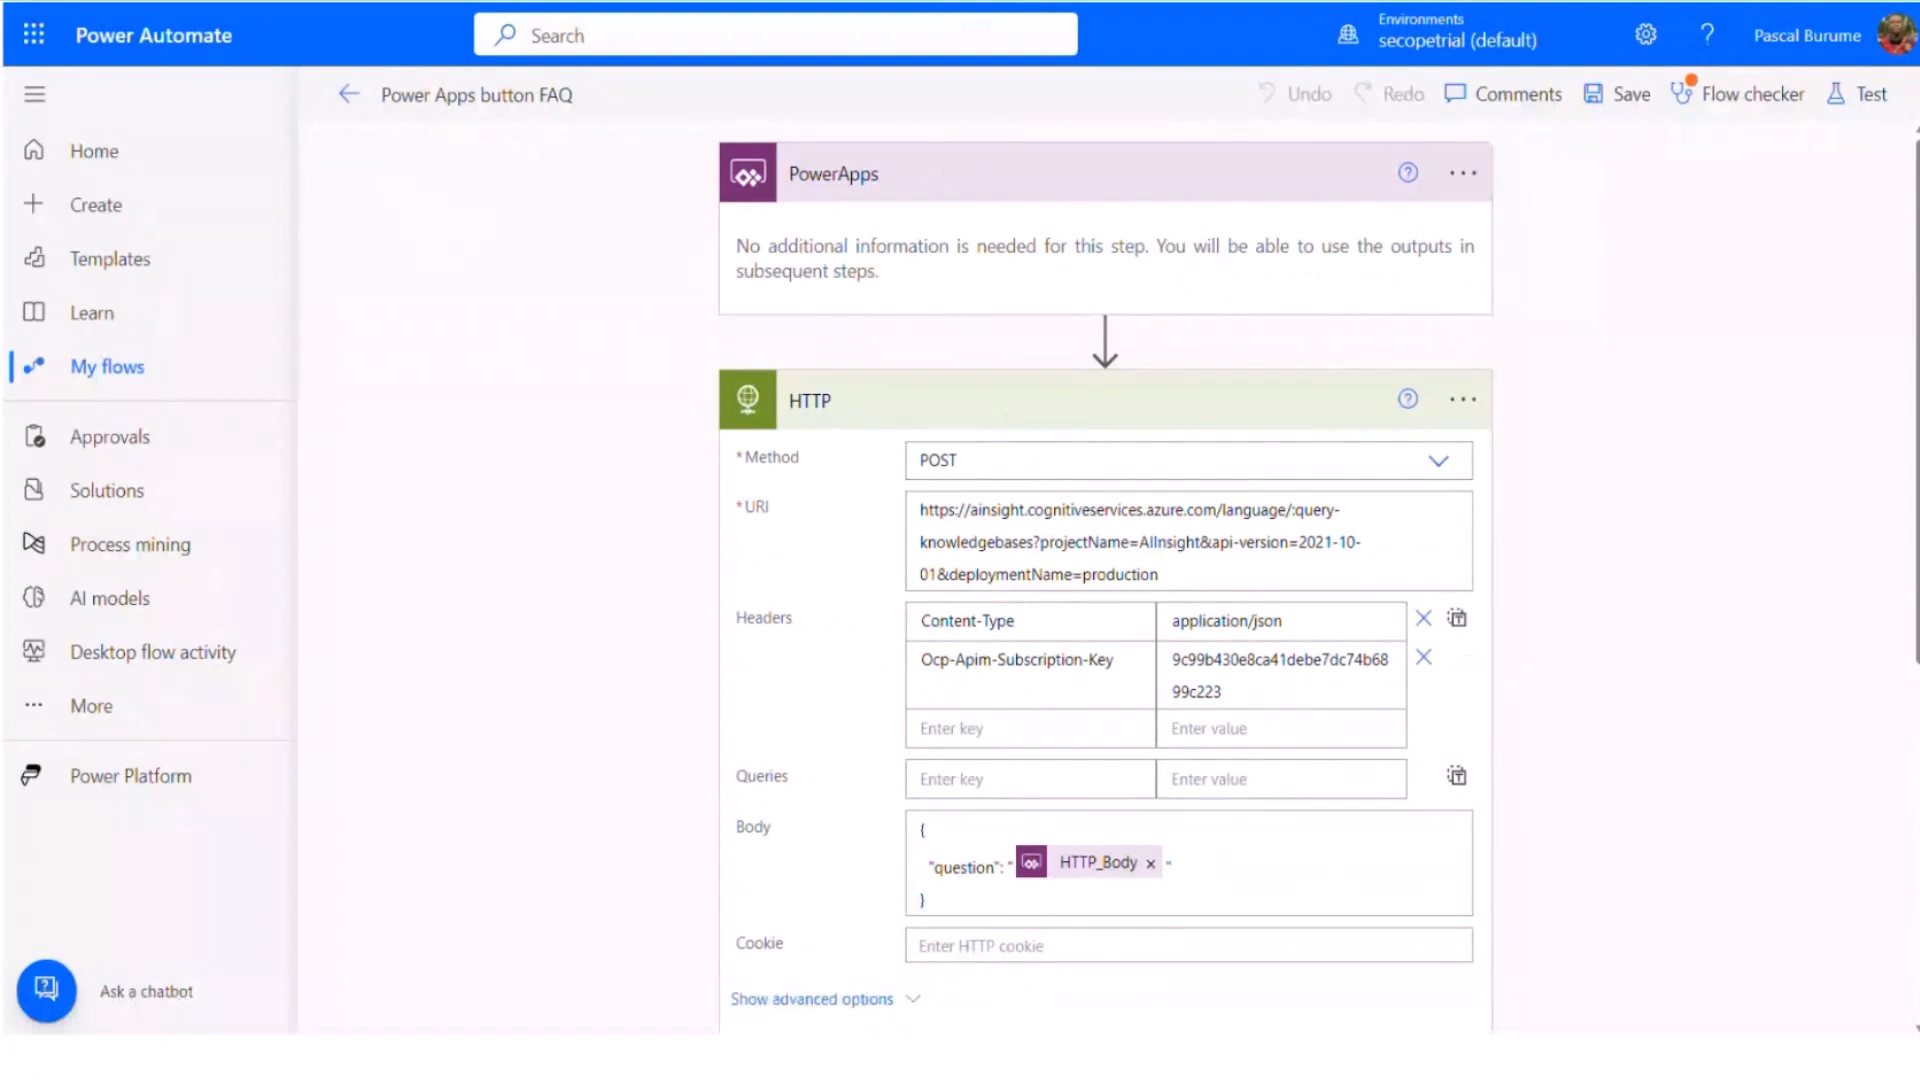 Power Automate
Search
Environments
secopetrial (default)
?
Pascal Burume
Power Apps button FAQ
Undo
Redo
Comments
Save
Flow checker
Test
Home
Create
Templates
Learn
My flows
Approvals
Solutions
Process mining
AI models
Desktop flow activity
More
Power Platform
Ask a chatbot
PowerApps
No additional information is needed for this step. You will be able to use the outputs in
subsequent steps.
HTTP
*Method
POST
*URI
https://ainsight.cognitiveservices.azure.com/language/:query-
knowledgebases?projectName=AIInsight&api-version=2021-10-
01&deploymentName=production
Headers
Content-Type
application/json
Ocp-Apim-Subscription-Key
9c99b430e8ca41debe7dc74b68
99c223
Enter key
Enter value
Queries
Enter key
Enter value
Body
{
"question": " HTTP_Body × "
}
Cookie
Enter HTTP cookie
Show advanced options